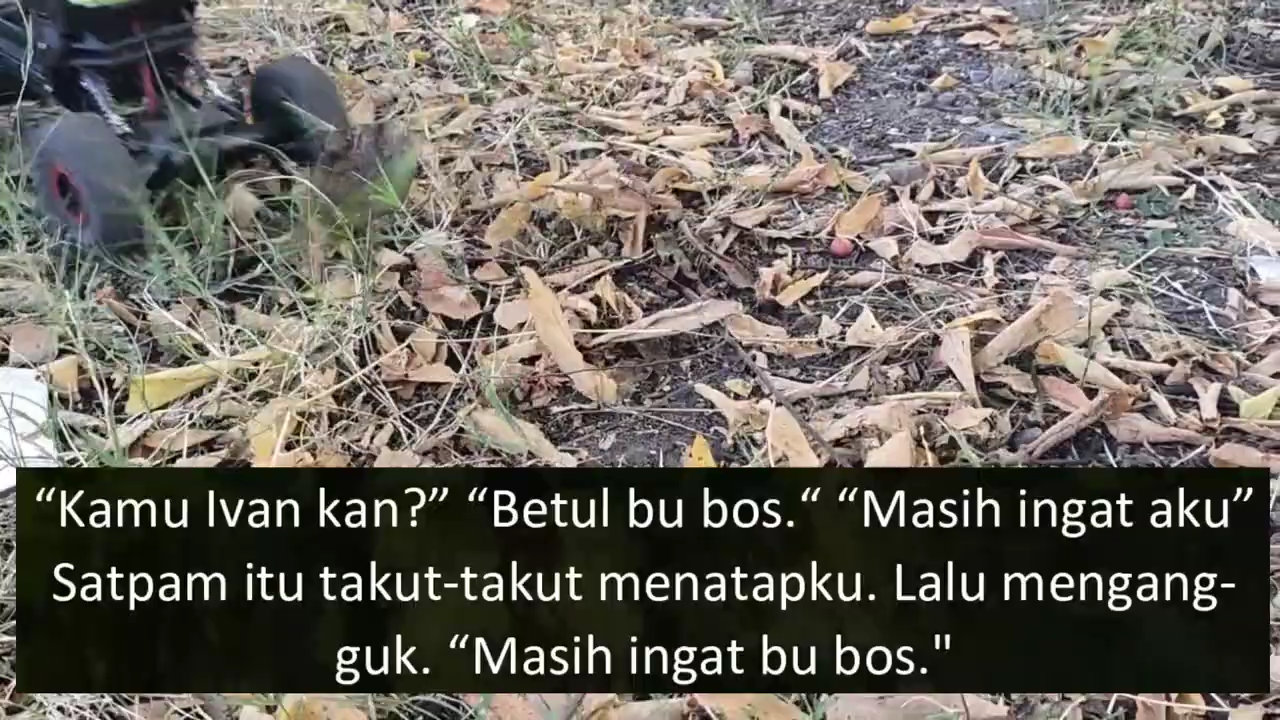 “Kamu Ivan kan?” “Betul bu bos.“ “Masih ingat aku”
Satpam itu takut-takut menatapku. Lalu mengang-
guk. “Masih ingat bu bos."